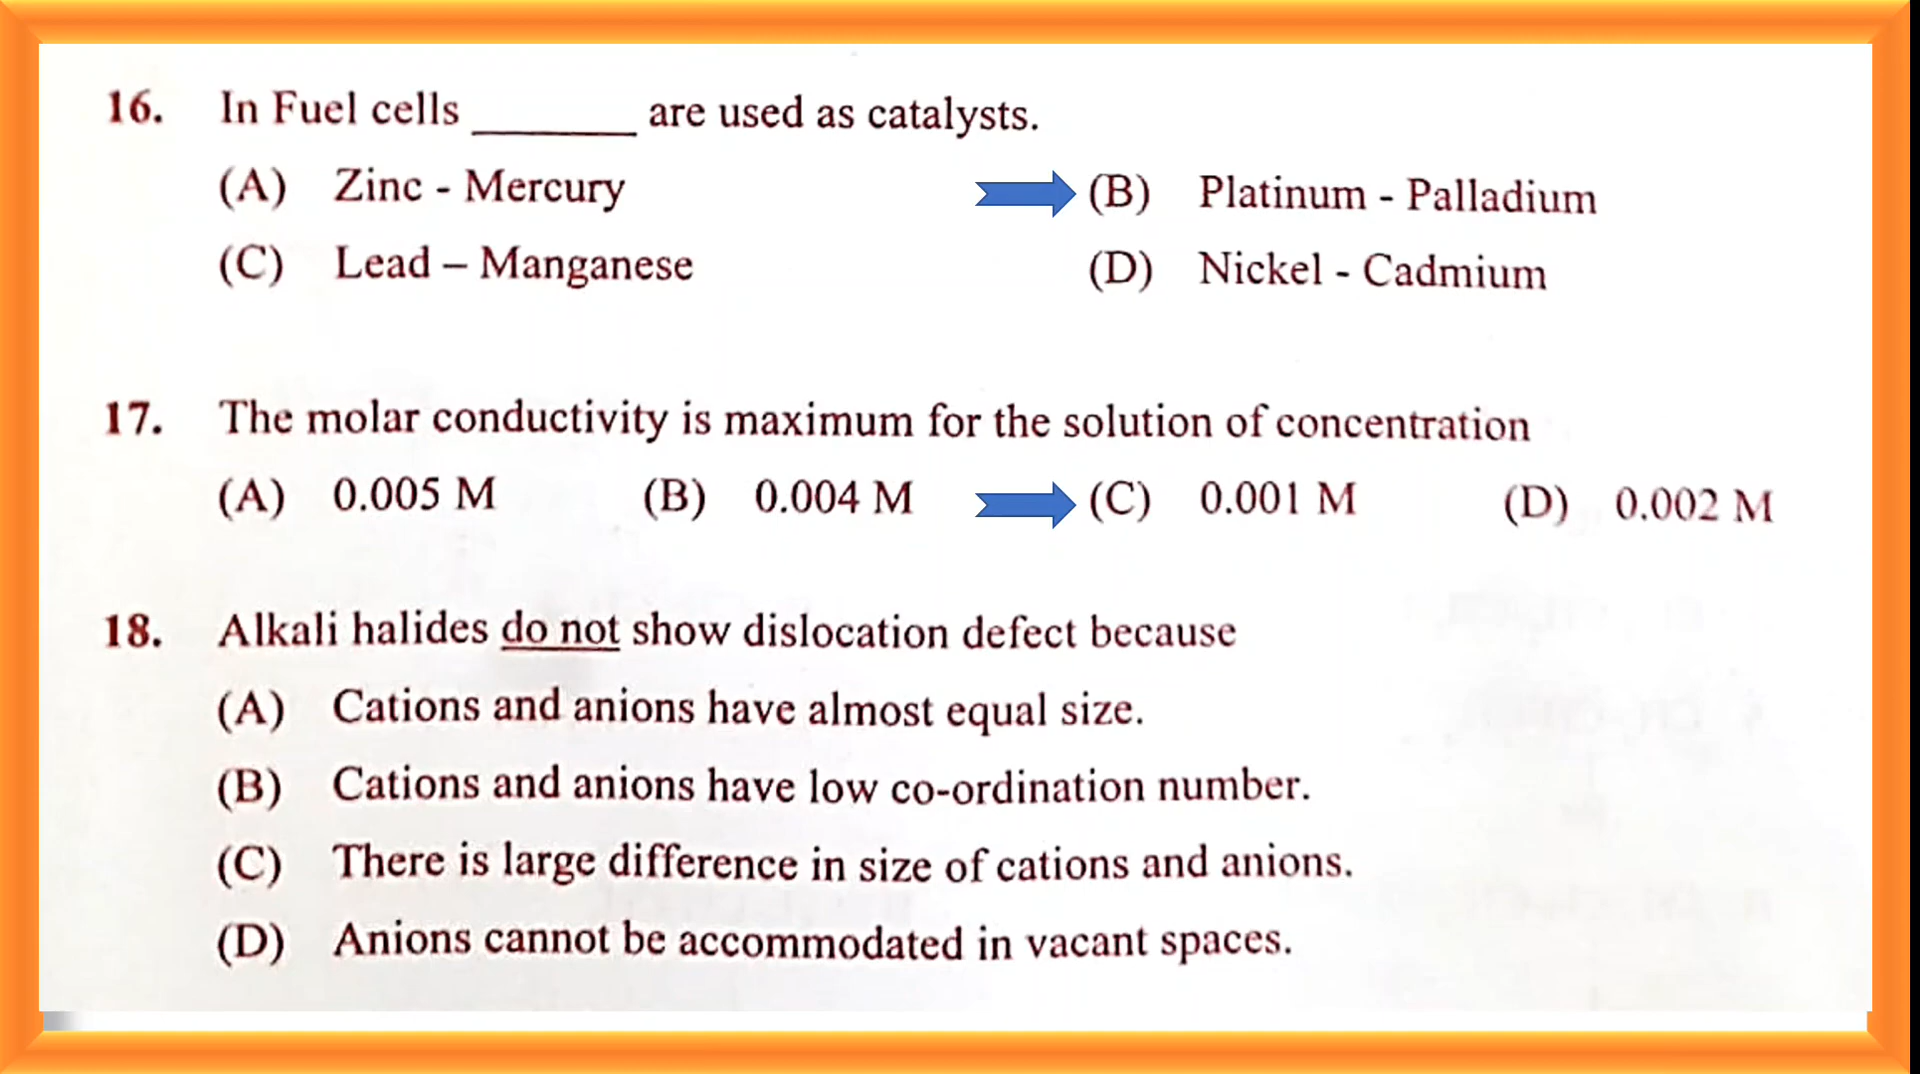 16. In Fuel cells _______ are used as catalysts.
(A) Zinc - Mercury (B) Platinum - Palladium
(C) Lead – Manganese (D) Nickel - Cadmium
17. The molar conductivity is maximum for the solution of concentration
(A) 0.005 M (B) 0.004 M (C) 0.001 M (D) 0.002 M
18. Alkali halides do not show dislocation defect because
(A) Cations and anions have almost equal size.
(B) Cations and anions have low co-ordination number.
(C) There is large difference in size of cations and anions.
(D) Anions cannot be accommodated in vacant spaces.